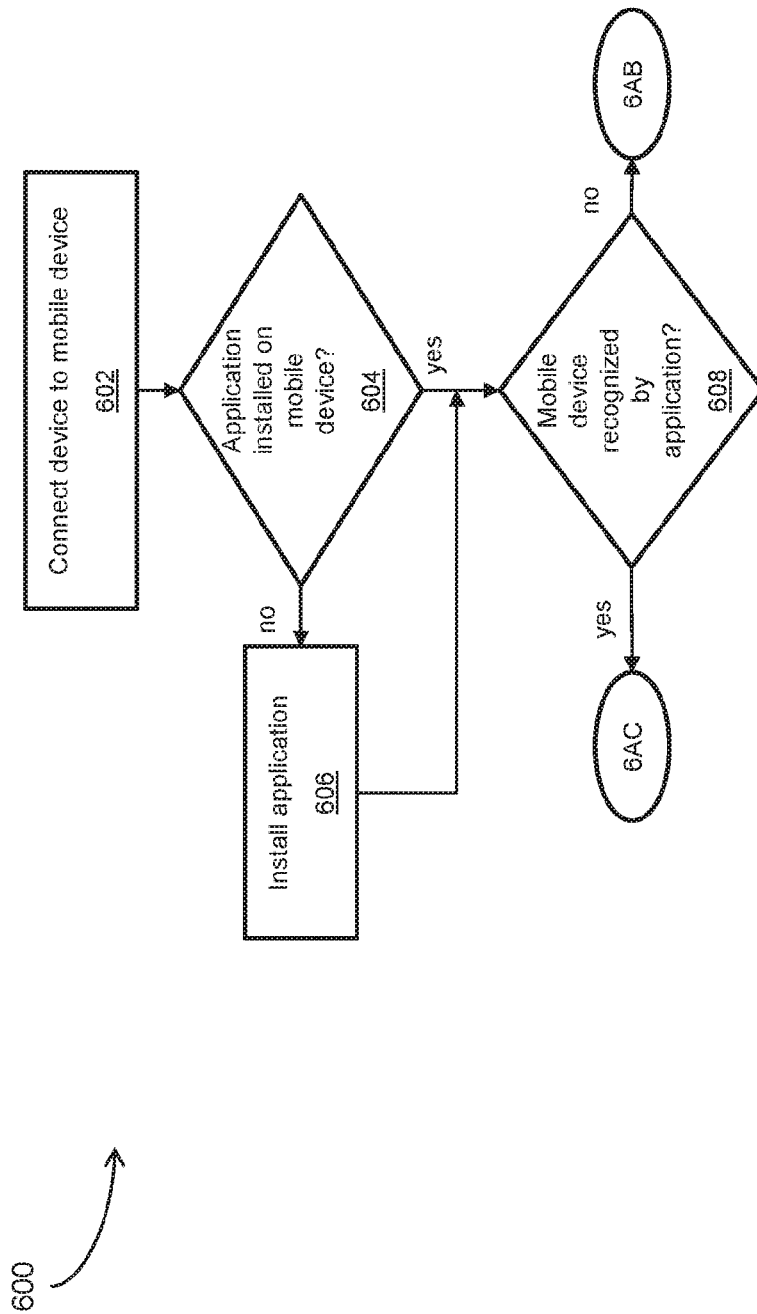 600
Connect device to mobile device
602
Application
installed on
mobile
device?
604
no
yes
Install application
606
Mobile
device
recognized
by
application?
608
yes
no
6AC
6AB